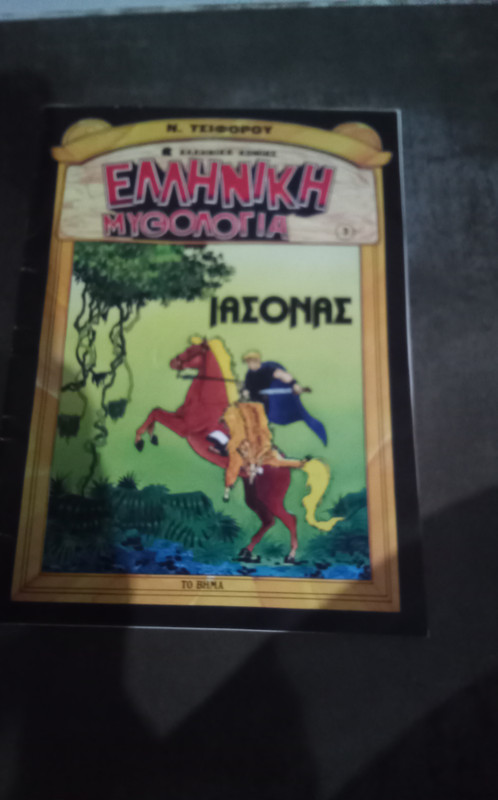 Ν. ΤΣΙΦΟΡΟΥ
ΕΛΛΗΝΙΚΑ ΚΟΜΙΚΣ
ΕΛΛΗΝΙΚΗ
ΜΥΘΟΛΟΓΙΑ
3
ΙΑΣΟΝΑΣ
ΤΟ ΒΗΜΑ